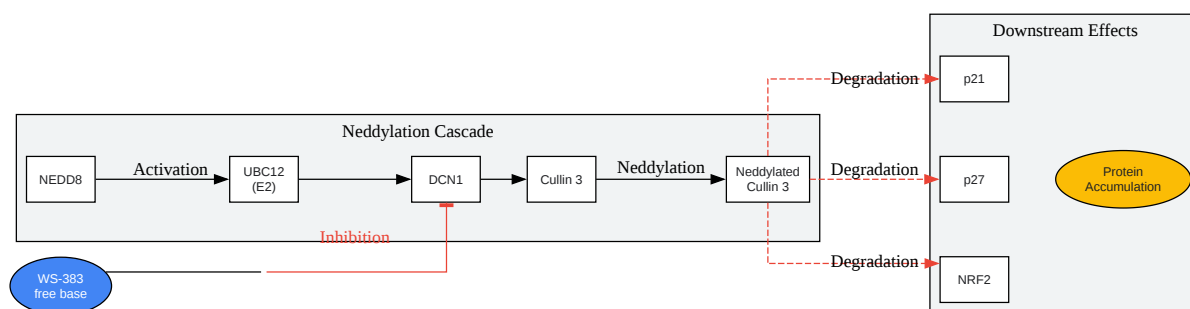 Downstream Effects
Degradation
p21
Neddylation Cascade
NEDD8
Activation
UBC12
(E2)
DCN1
Cullin 3
Neddylation
Neddylated
Cullin 3
Degradation
p27
Protein
Accumulation
Inhibition
WS-383
free base
Degradation
NRF2